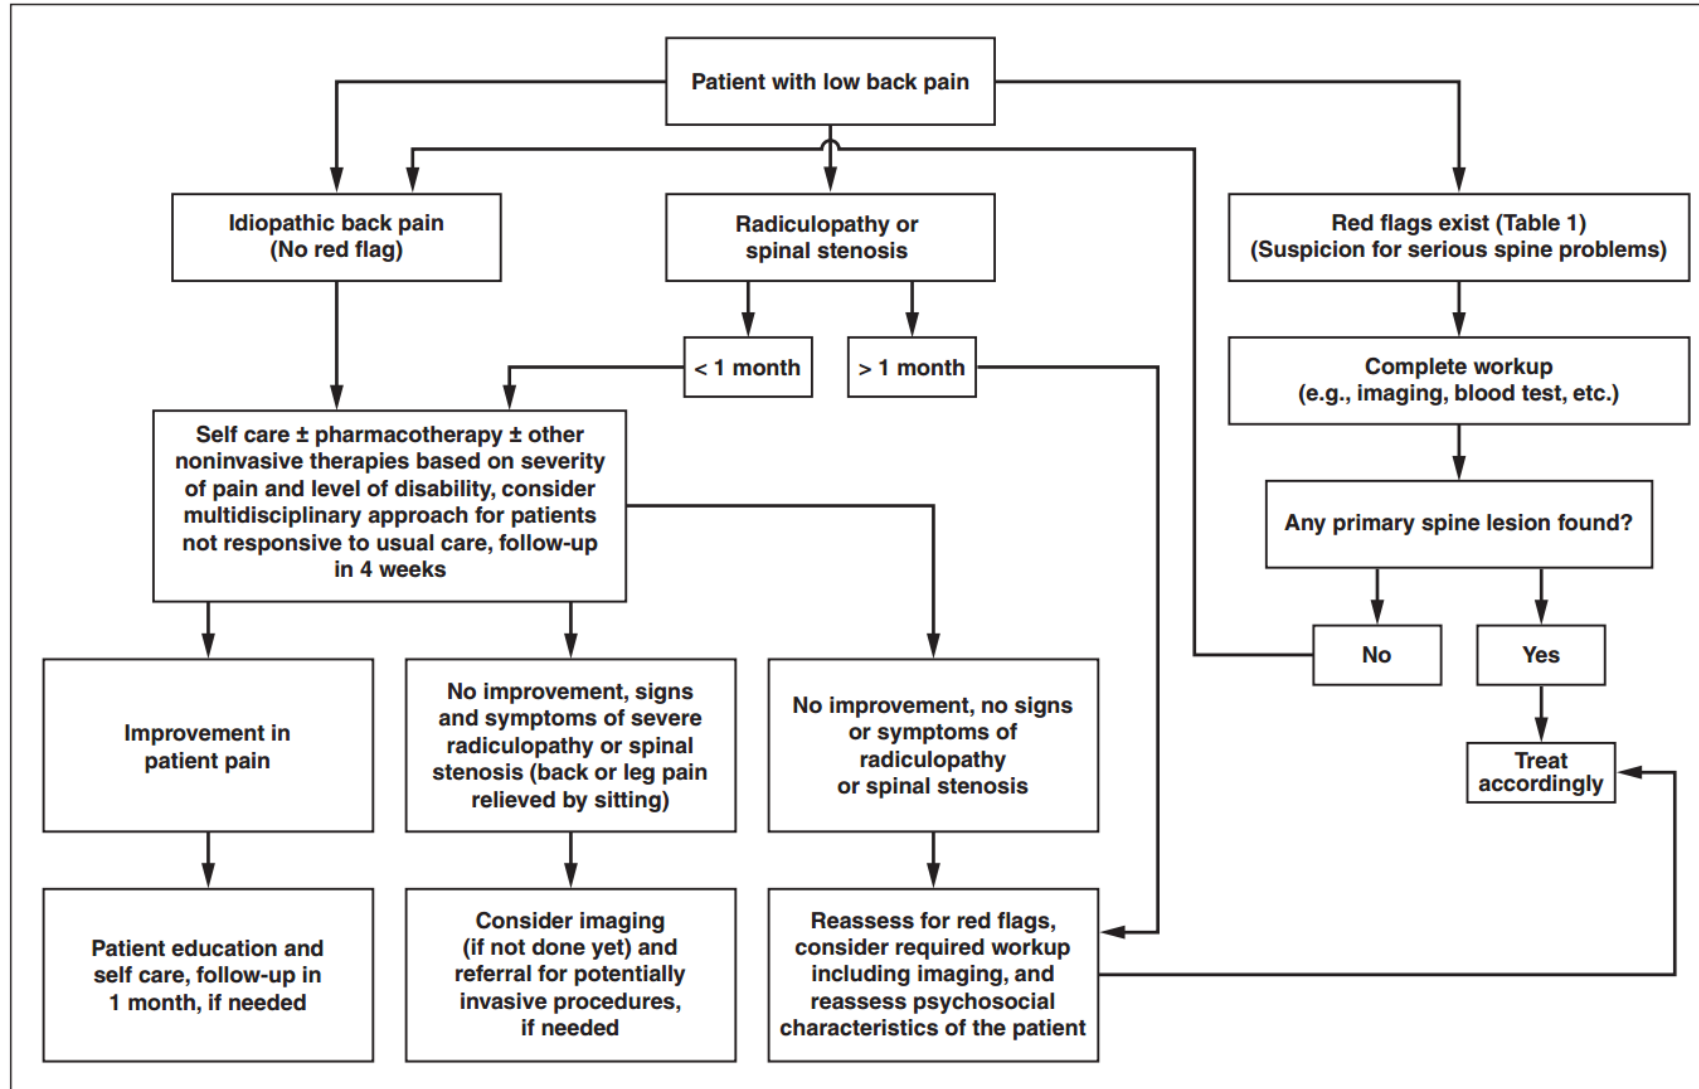 Patient with low back pain
Idiopathic back pain
(No red flag)
Radiculopathy or
spinal stenosis
Red flags exist (Table 1)
(Suspicion for serious spine problems)
< 1 month
> 1 month
Complete workup
(e.g., imaging, blood test, etc.)
Self care ± pharmacotherapy ± other
noninvasive therapies based on severity
of pain and level of disability, consider
multidisciplinary approach for patients
not responsive to usual care, follow-up
in 4 weeks
Any primary spine lesion found?
No
Yes
Improvement in
patient pain
No improvement, signs
and symptoms of severe
radiculopathy or spinal
stenosis (back or leg pain
relieved by sitting)
No improvement, no signs
or symptoms of
radiculopathy
or spinal stenosis
Treat
accordingly
Patient education and
self care, follow-up in
1 month, if needed
Consider imaging
(if not done yet) and
referral for potentially
invasive procedures,
if needed
Reassess for red flags,
consider required workup
including imaging, and
reassess psychosocial
characteristics of the patient